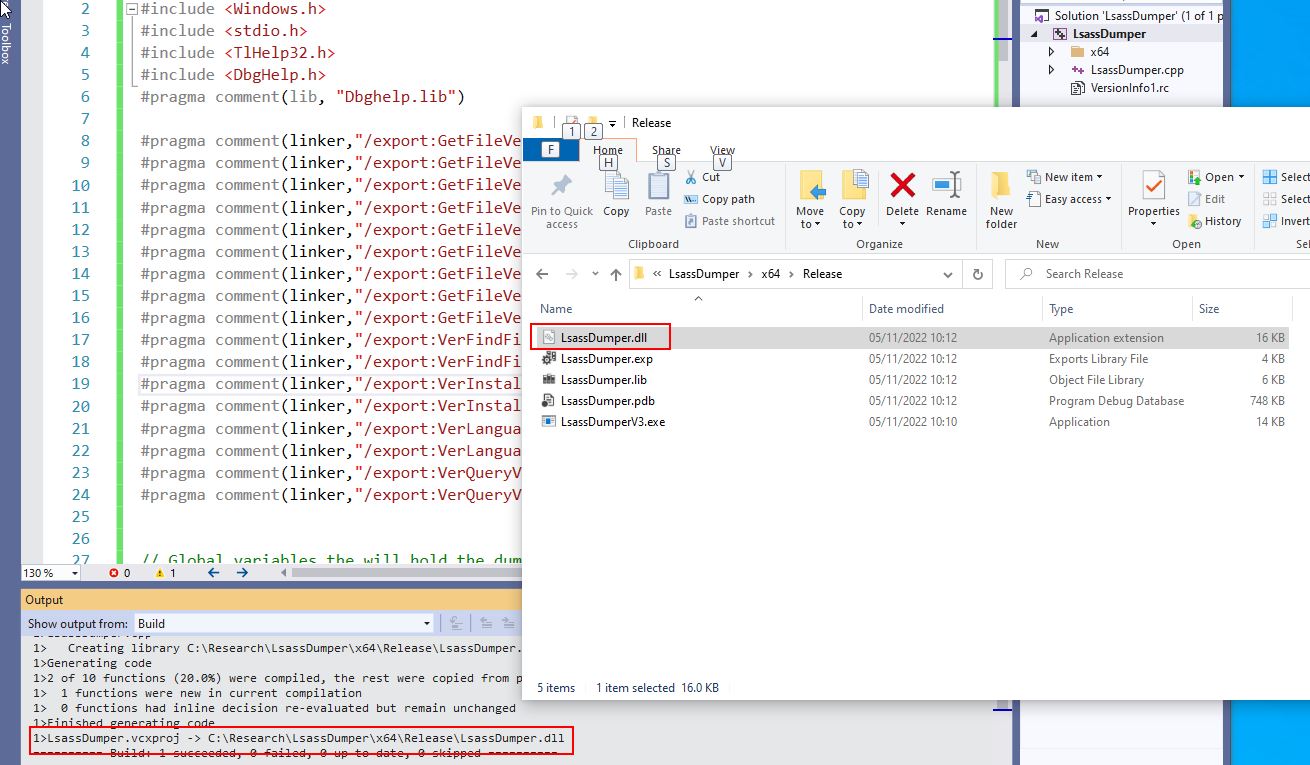 Toolbox
2 #include <Windows.h>
3 #include <stdio.h>
4 #include <TlHelp32.h>
5 #include <DbgHelp.h>
6 #pragma comment(lib, "Dbghelp.lib")
7
8 #pragma comment(linker,"/export:GetFileVe
9 #pragma comment(linker,"/export:GetFileVe
10 #pragma comment(linker,"/export:GetFileVe
11 #pragma comment(linker,"/export:GetFileVe
12 #pragma comment(linker,"/export:GetFileVe
13 #pragma comment(linker,"/export:GetFileVe
14 #pragma comment(linker,"/export:GetFileVe
15 #pragma comment(linker,"/export:GetFileVe
16 #pragma comment(linker,"/export:GetFileVe
17 #pragma comment(linker,"/export:VerFindFi
18 #pragma comment(linker,"/export:VerFindFi
19 #pragma comment(linker,"/export:VerInstal
20 #pragma comment(linker,"/export:VerInstal
21 #pragma comment(linker,"/export:VerLangua
22 #pragma comment(linker,"/export:VerLangua
23 #pragma comment(linker,"/export:VerQueryV
24 #pragma comment(linker,"/export:VerQueryV
25
26
27 // Global variables the will hold the dum
130 % 0 1
Solution 'LsassDumper' (1 of 1 p
LsassDumper
x64
LsassDumper.cpp
VersionInfo1.rc
1 2 Release
F Home Share View
H S V
Pin to Quick access
Copy
Paste
Cut
Copy path
Paste shortcut
Clipboard
Move to
Copy to
Delete
Rename
Organize
New folder
New item
Easy access
New
Properties
Open
Edit
History
Open
Select
Select
Invert
Sel
« LsassDumper > x64 > Release
Search Release
Name Date modified Type Size
LsassDumper.dll 05/11/2022 10:12 Application extension 16 KB
LsassDumper.exp 05/11/2022 10:12 Exports Library File 4 KB
LsassDumper.lib 05/11/2022 10:12 Object File Library 6 KB
LsassDumper.pdb 05/11/2022 10:12 Program Debug Database 748 KB
LsassDumperV3.exe 05/11/2022 10:10 Application 14 KB
5 items 1 item selected 16.0 KB
Output
Show output from: Build
1> Creating library C:\Research\LsassDumper\x64\Release\LsassDumper.
1>Generating code
1>2 of 10 functions (20.0%) were compiled, the rest were copied from p
1> 1 functions were new in current compilation
1> 0 functions had inline decision re-evaluated but remain unchanged
1>Finished generating code
1>LsassDumper.vcxproj -> C:\Research\LsassDumper\x64\Release\LsassDumper.dll
========== Build: 1 succeeded, 0 failed, 0 up-to-date, 0 skipped ==========